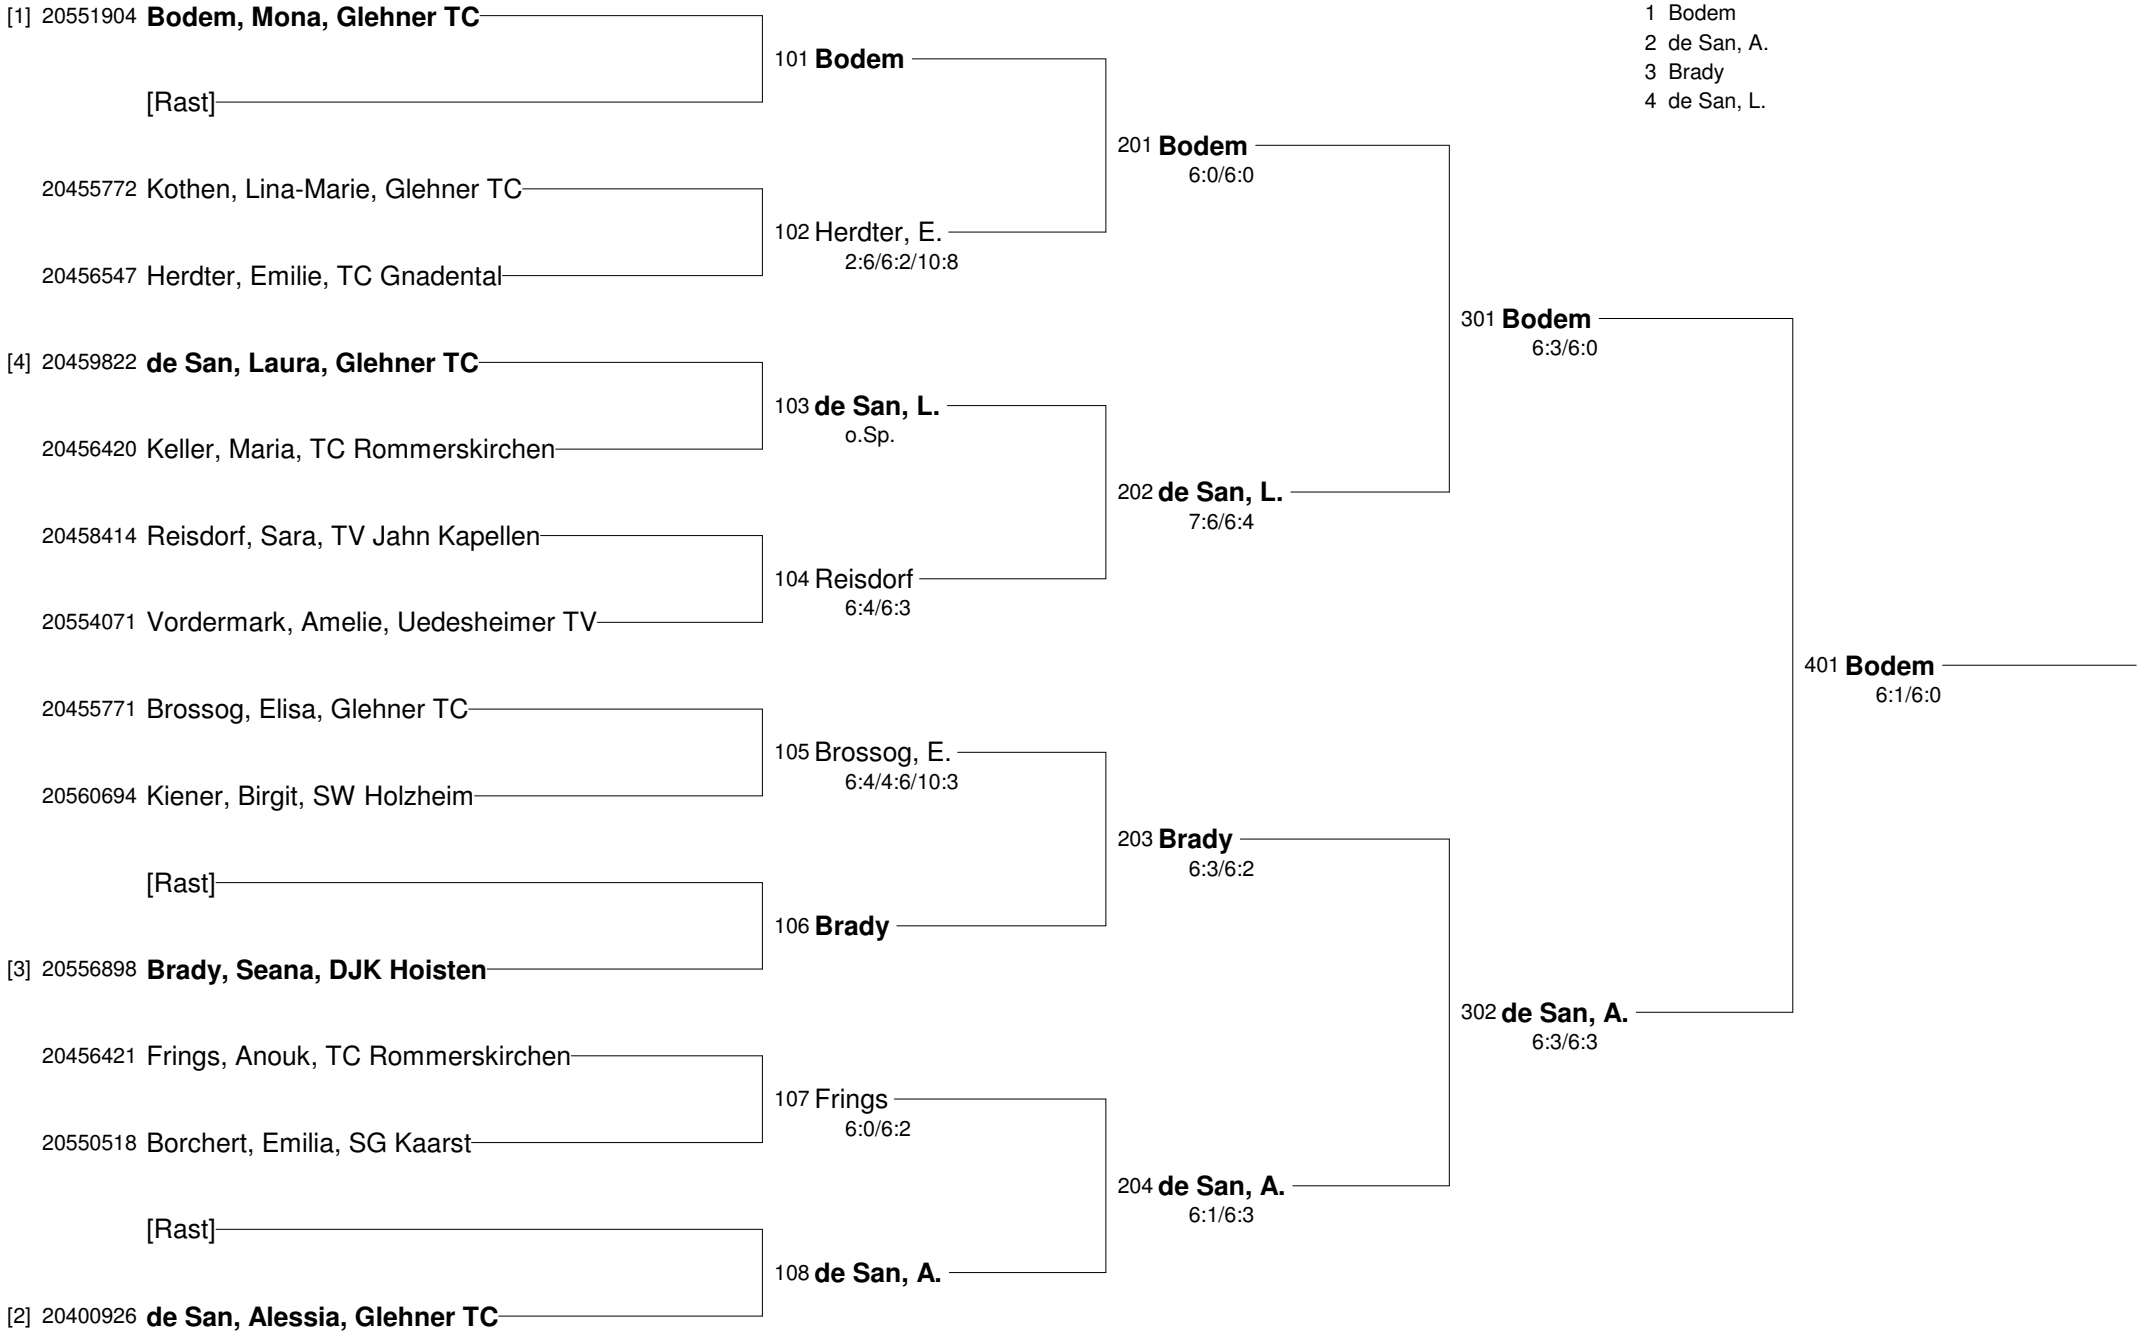 [1] 20551904 Bodem, Mona, Glehner TC
[Rast]
20455772 Kothen, Lina-Marie, Glehner TC
20456547 Herdter, Emilie, TC Gnadental
[4] 20459822 de San, Laura, Glehner TC
20456420 Keller, Maria, TC Rommerskirchen
20458414 Reisdorf, Sara, TV Jahn Kapellen
20554071 Vordermark, Amelie, Uedesheimer TV
20455771 Brossog, Elisa, Glehner TC
20560694 Kiener, Birgit, SW Holzheim
[Rast]
[3] 20556898 Brady, Seana, DJK Hoisten
20456421 Frings, Anouk, TC Rommerskirchen
20550518 Borchert, Emilia, SG Kaarst
[Rast]
[2] 20400926 de San, Alessia, Glehner TC
101 Bodem
102 Herdter, E.
2:6/6:2/10:8
103 de San, L.
o.Sp.
104 Reisdorf
6:4/6:3
105 Brossog, E.
6:4/4:6/10:3
106 Brady
107 Frings
6:0/6:2
108 de San, A.
201 Bodem
6:0/6:0
202 de San, L.
7:6/6:4
203 Brady
6:3/6:2
204 de San, A.
6:1/6:3
301 Bodem
6:3/6:0
302 de San, A.
6:3/6:3
401 Bodem
6:1/6:0
1 Bodem
2 de San, A.
3 Brady
4 de San, L.